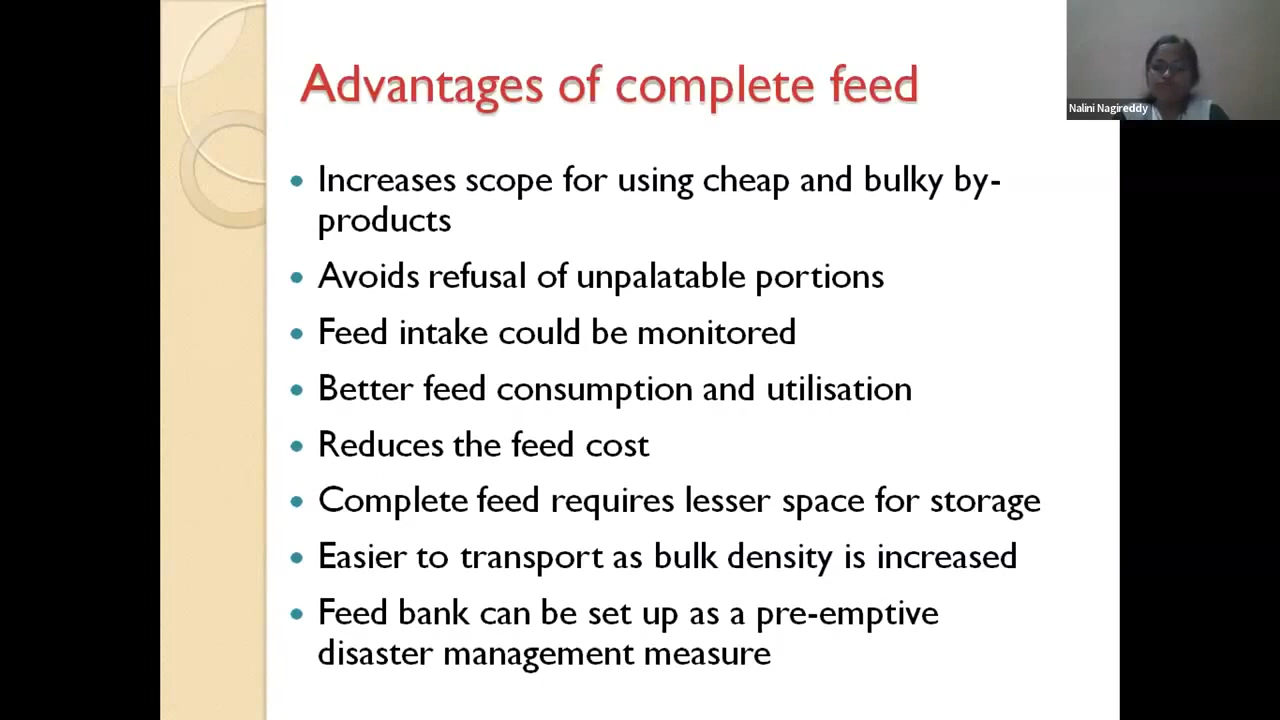 Advantages of complete feed
Nalini Nagireddy
Increases scope for using cheap and bulky by-
products
Avoids refusal of unpalatable portions
Feed intake could be monitored
Better feed consumption and utilisation
Reduces the feed cost
Complete feed requires lesser space for storage
Easier to transport as bulk density is increased
Feed bank can be set up as a pre-emptive
disaster management measure